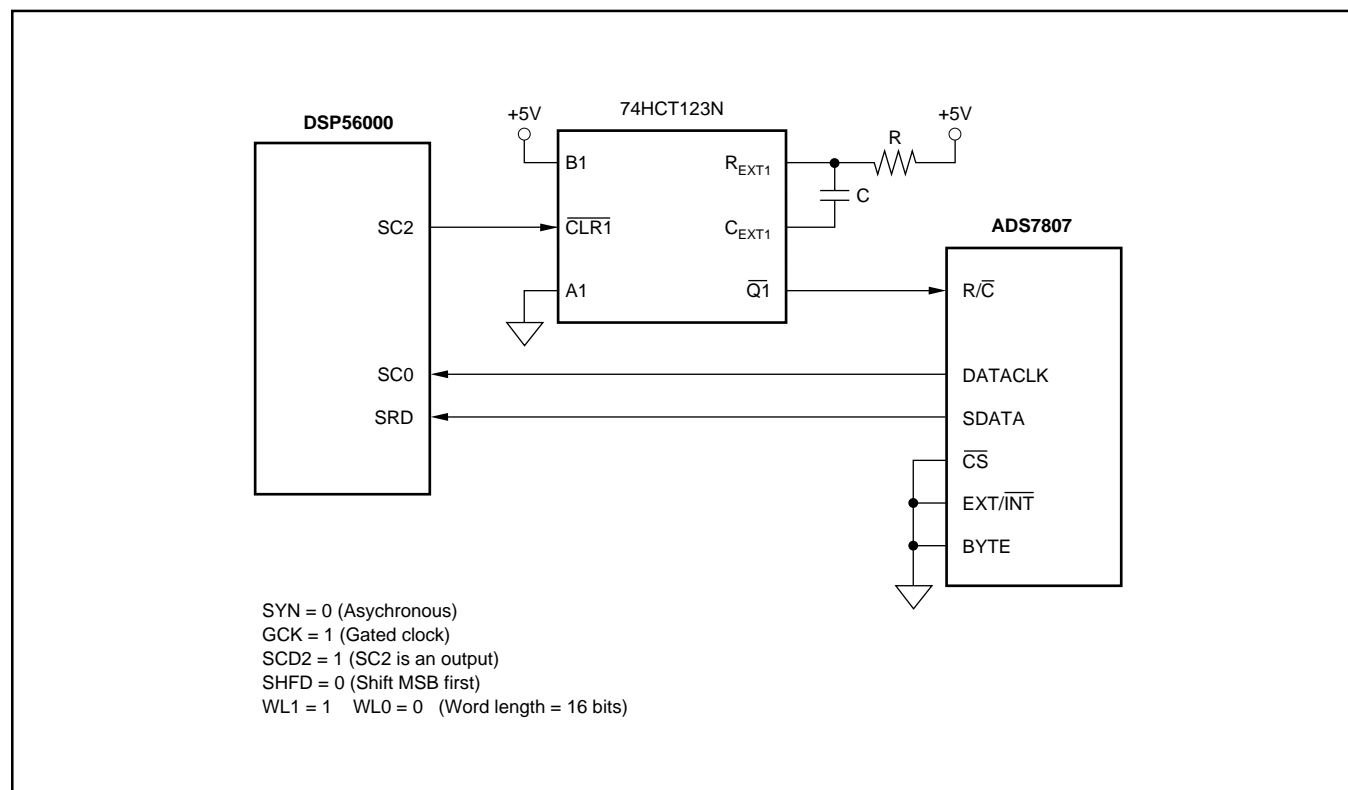 DSP56000
SC2
SC0
SRD
74HCT123N
+5V
B1
CLR1
A1
REXT1
CEXT1
Q1
R
+5V
C
ADS7807
R/C
DATACLK
SDATA
CS
EXT/INT
BYTE
SYN = 0 (Asychronous)
GCK = 1 (Gated clock)
SCD2 = 1 (SC2 is an output)
SHFD = 0 (Shift MSB first)
WL1 = 1 WL0 = 0 (Word length = 16 bits)